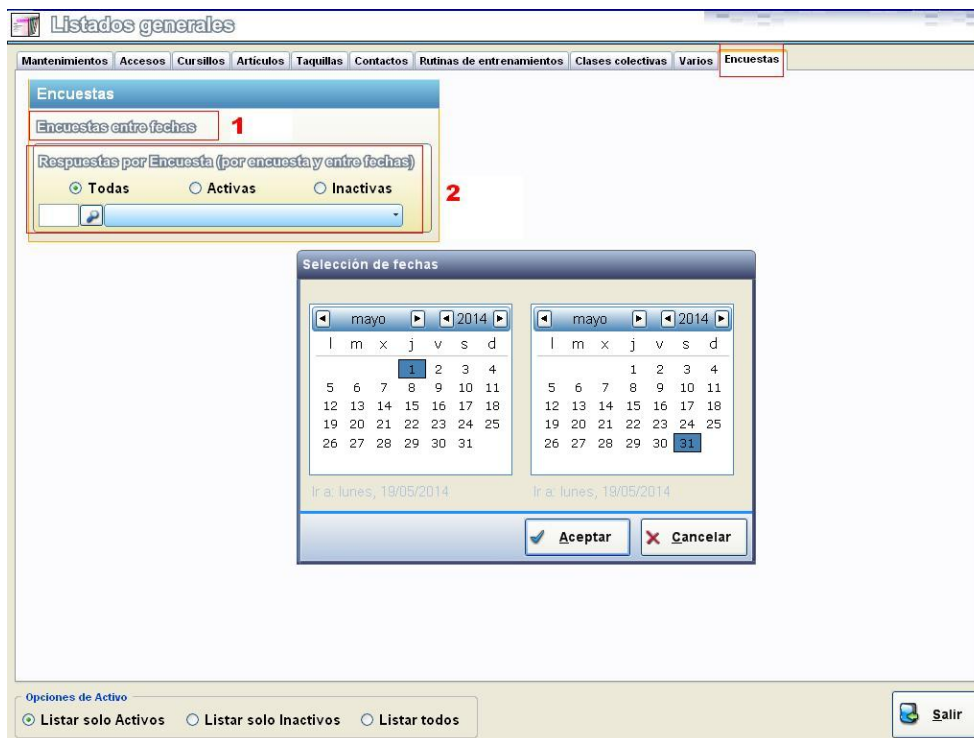 Listados generales
Mantenimientos Accesos Cursillos Artículos Taquillas Contactos Rutinas de entrenamientos Clases colectivas Varios Encuestas
Encuestas
Encuestas entre fechas 1
Respuestas por Encuesta (por encuesta y entre fechas)
Todas Activas Inactivas
2
Selección de fechas
mayo 2014 mayo 2014
l m x j v s d l m x j v s d
1 2 3 4 1 2 3 4
5 6 7 8 9 10 11 5 6 7 8 9 10 11
12 13 14 15 16 17 18 12 13 14 15 16 17 18
19 20 21 22 23 24 25 19 20 21 22 23 24 25
26 27 28 29 30 31 26 27 28 29 30 31
Ir a: lunes, 19/05/2014 Ir a: lunes, 19/05/2014
Aceptar Cancelar
Opciones de Activo
Listar solo Activos Listar solo Inactivos Listar todos
Salir